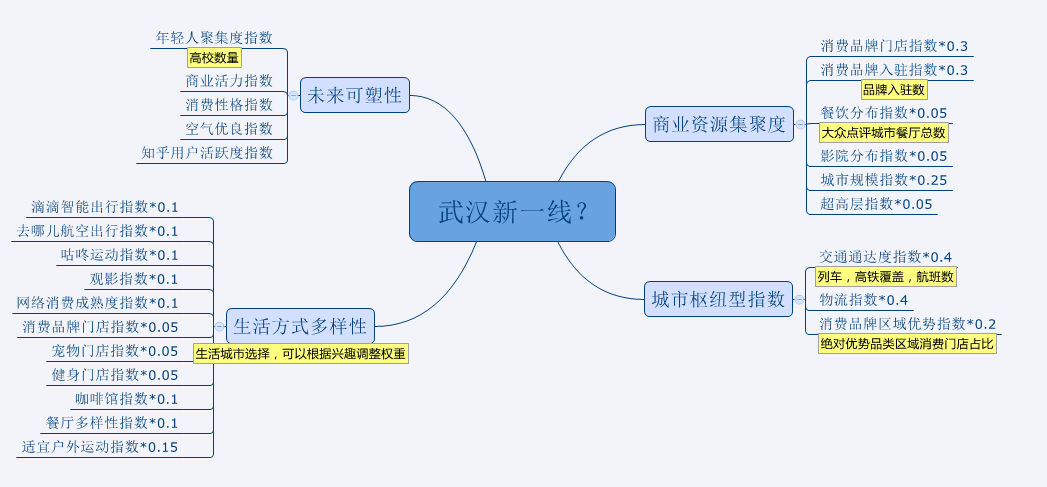 武汉新一线？
未来可塑性
年轻人聚集度指数
高校数量
商业活力指数
消费性格指数
空气优良指数
知乎用户活跃度指数
商业资源集聚度
消费品牌门店指数*0.3
消费品牌入驻指数*0.3
品牌入驻数
餐饮分布指数*0.05
大众点评城市餐厅总数
影院分布指数*0.05
城市规模指数*0.25
超高层指数*0.05
城市枢纽型指数
交通通达度指数*0.4
列车，高铁覆盖，航班数
物流指数*0.4
消费品牌区域优势指数*0.2
绝对优势品类区域消费门店占比
生活方式多样性
生活城市选择，可以根据兴趣调整权重
滴滴智能出行指数*0.1
去哪儿航空出行指数*0.1
咕咚运动指数*0.1
观影指数*0.1
网络消费成熟度指数*0.1
消费品牌门店指数*0.05
宠物门店指数*0.05
健身门店指数*0.05
咖啡馆指数*0.1
餐厅多样性指数*0.1
适宜户外运动指数*0.15